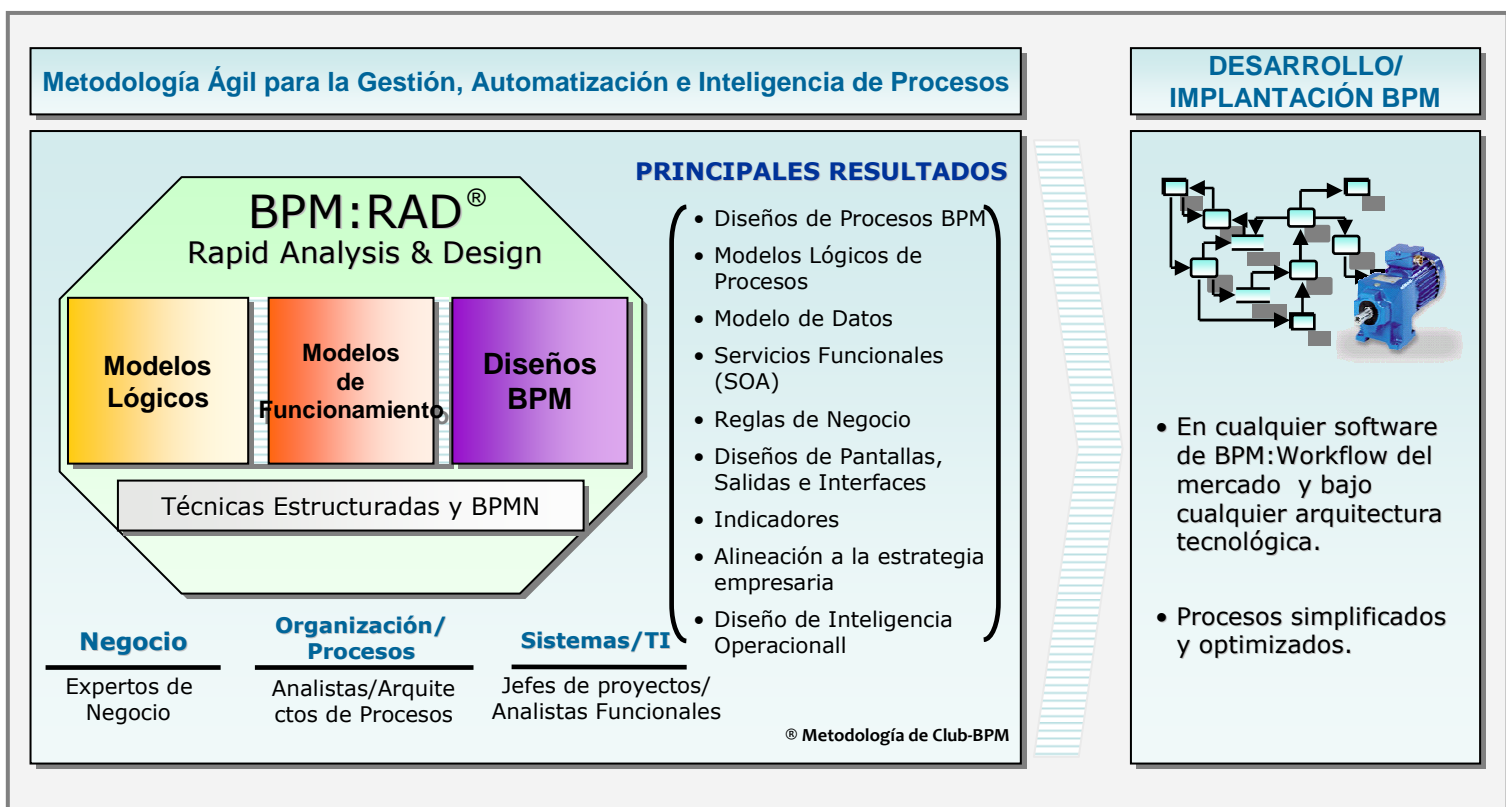 Metodología Ágil para la Gestión, Automatización e Inteligencia de Procesos
BPM:RAD®
Rapid Analysis & Design
Modelos
Lógicos
Modelos
de
Funcionamiento
Diseños
BPM
Técnicas Estructuradas y BPMN
Negocio
Expertos de
Negocio
Organización/
Procesos
Analistas/Arquite
ctos de Procesos
Sistemas/TI
Jefes de proyectos/
Analistas Funcionales
PRINCIPALES RESULTADOS
• Diseños de Procesos BPM
• Modelos Lógicos de
Procesos
• Modelo de Datos
• Servicios Funcionales
(SOA)
• Reglas de Negocio
• Diseños de Pantallas,
Salidas e Interfaces
• Indicadores
• Alineación a la estrategia
empresaria
• Diseño de Inteligencia
Operacionall
® Metodología de Club-BPM
DESARROLLO/
IMPLANTACIÓN BPM
• En cualquier software
de BPM:Workflow del
mercado y bajo
cualquier arquitectura
tecnológica.
• Procesos simplificados
y optimizados.